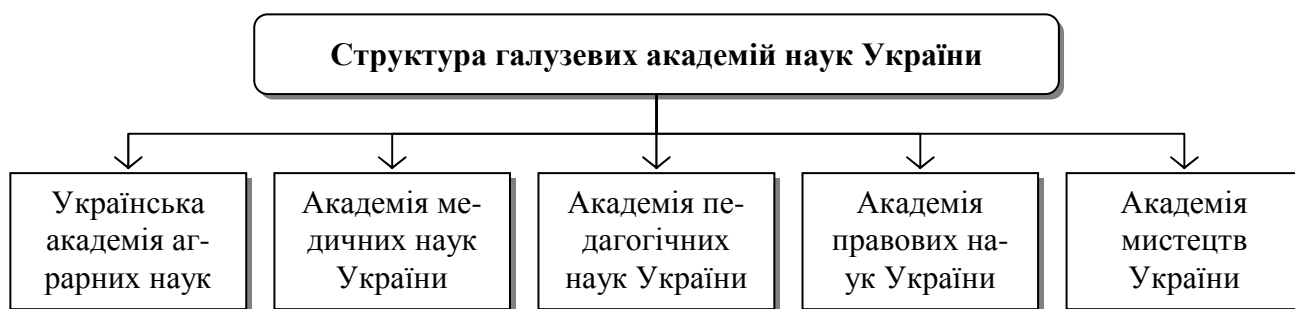 Структура галузевих академій наук України
Українська
академія аг-
рарних наук
Академія ме-
дичних наук
України
Академія пе-
дагогічних
наук України
Академія
правових на-
ук України
Академія
мистецтв
України